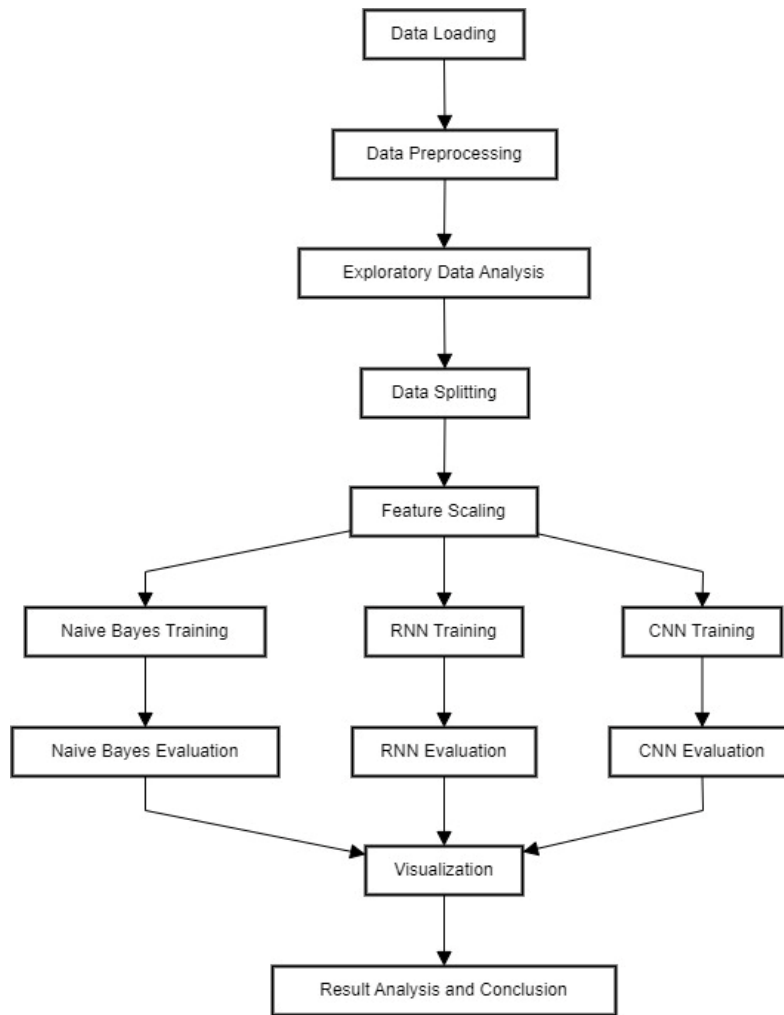 Data Loading
Data Preprocessing
Exploratory Data Analysis
Data Splitting
Feature Scaling
Naive Bayes Training
RNN Training
CNN Training
Naive Bayes Evaluation
RNN Evaluation
CNN Evaluation
Visualization
Result Analysis and Conclusion